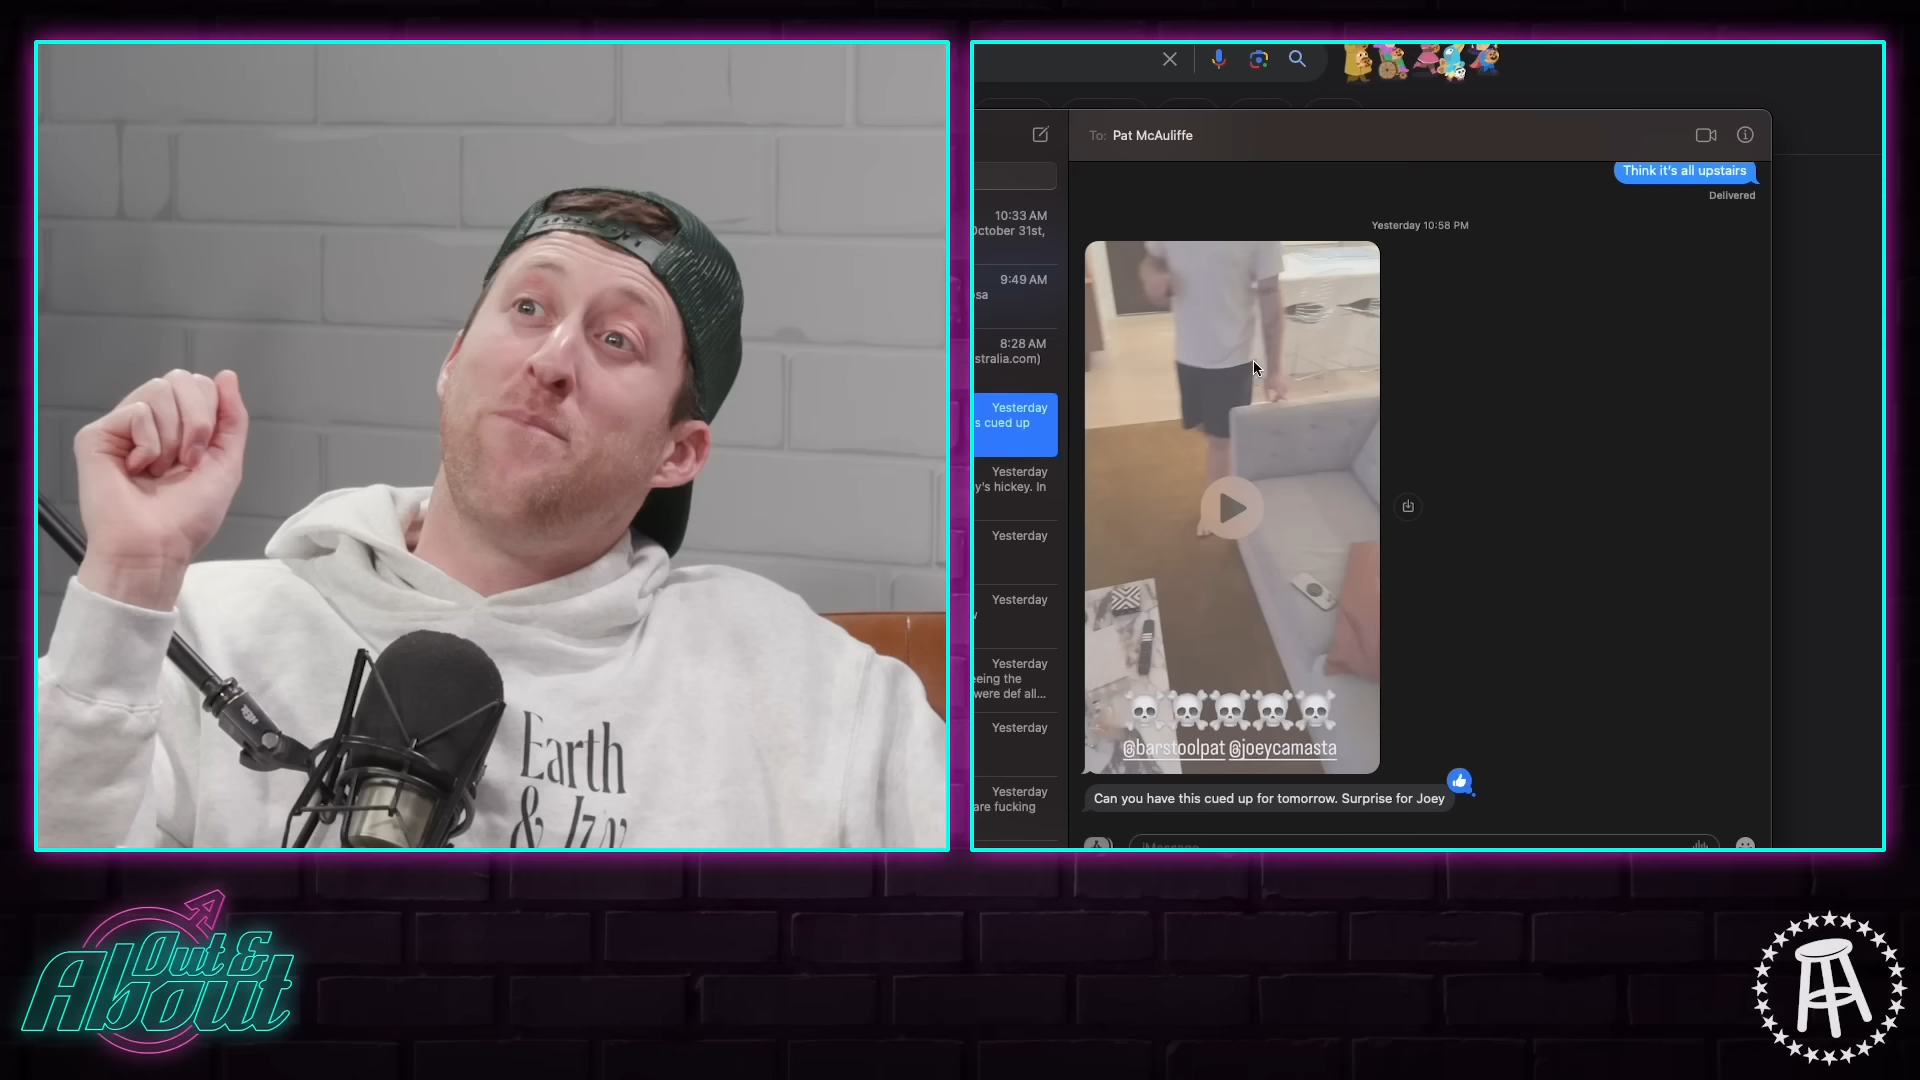 To: Pat McAuliffe
Think it's all upstairs
Delivered
10:33 AM
October 31st,
Yesterday 10:58 PM
9:49 AM
osa
8:28 AM
stralia.com)
Yesterday
s cued up
Yesterday
y's hickey. In
Yesterday
Yesterday
Yesterday
eing the
were def all...
Yesterday
Yesterday
are fucking
@barstoolpat @joeycamasta
Can you have this cued up for tomorrow. Surprise for Joey
iMessage
Earth
&
Out &
About